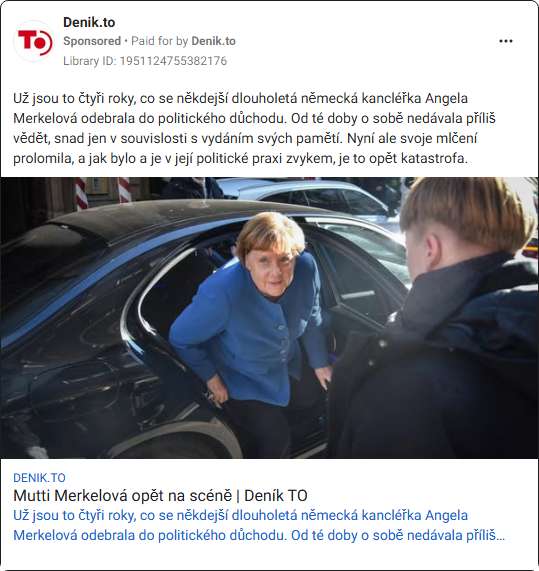 Denik.to
TO
Sponsored • Paid for by Denik.to
Library ID: 1951124755382176
Už jsou to čtyři roky, co se někdejší dlouholetá německá kancléřka Angela
Merkelová odebrala do politického důchodu. Od té doby o sobě nedávala příliš
vědět, snad jen v souvislosti s vydáním svých pamětí. Nyní ale svoje mlčení
prolomila, a jak bylo a je v její politické praxi zvykem, je to opět katastrofa.
DENIK.TO
Mutti Merkelová opět na scéně | Deník TO
Už jsou to čtyři roky, co se někdejší dlouholetá německá kancléřka Angela
Merkelová odebrala do politického důchodu. Od té doby o sobě nedávala příliš...